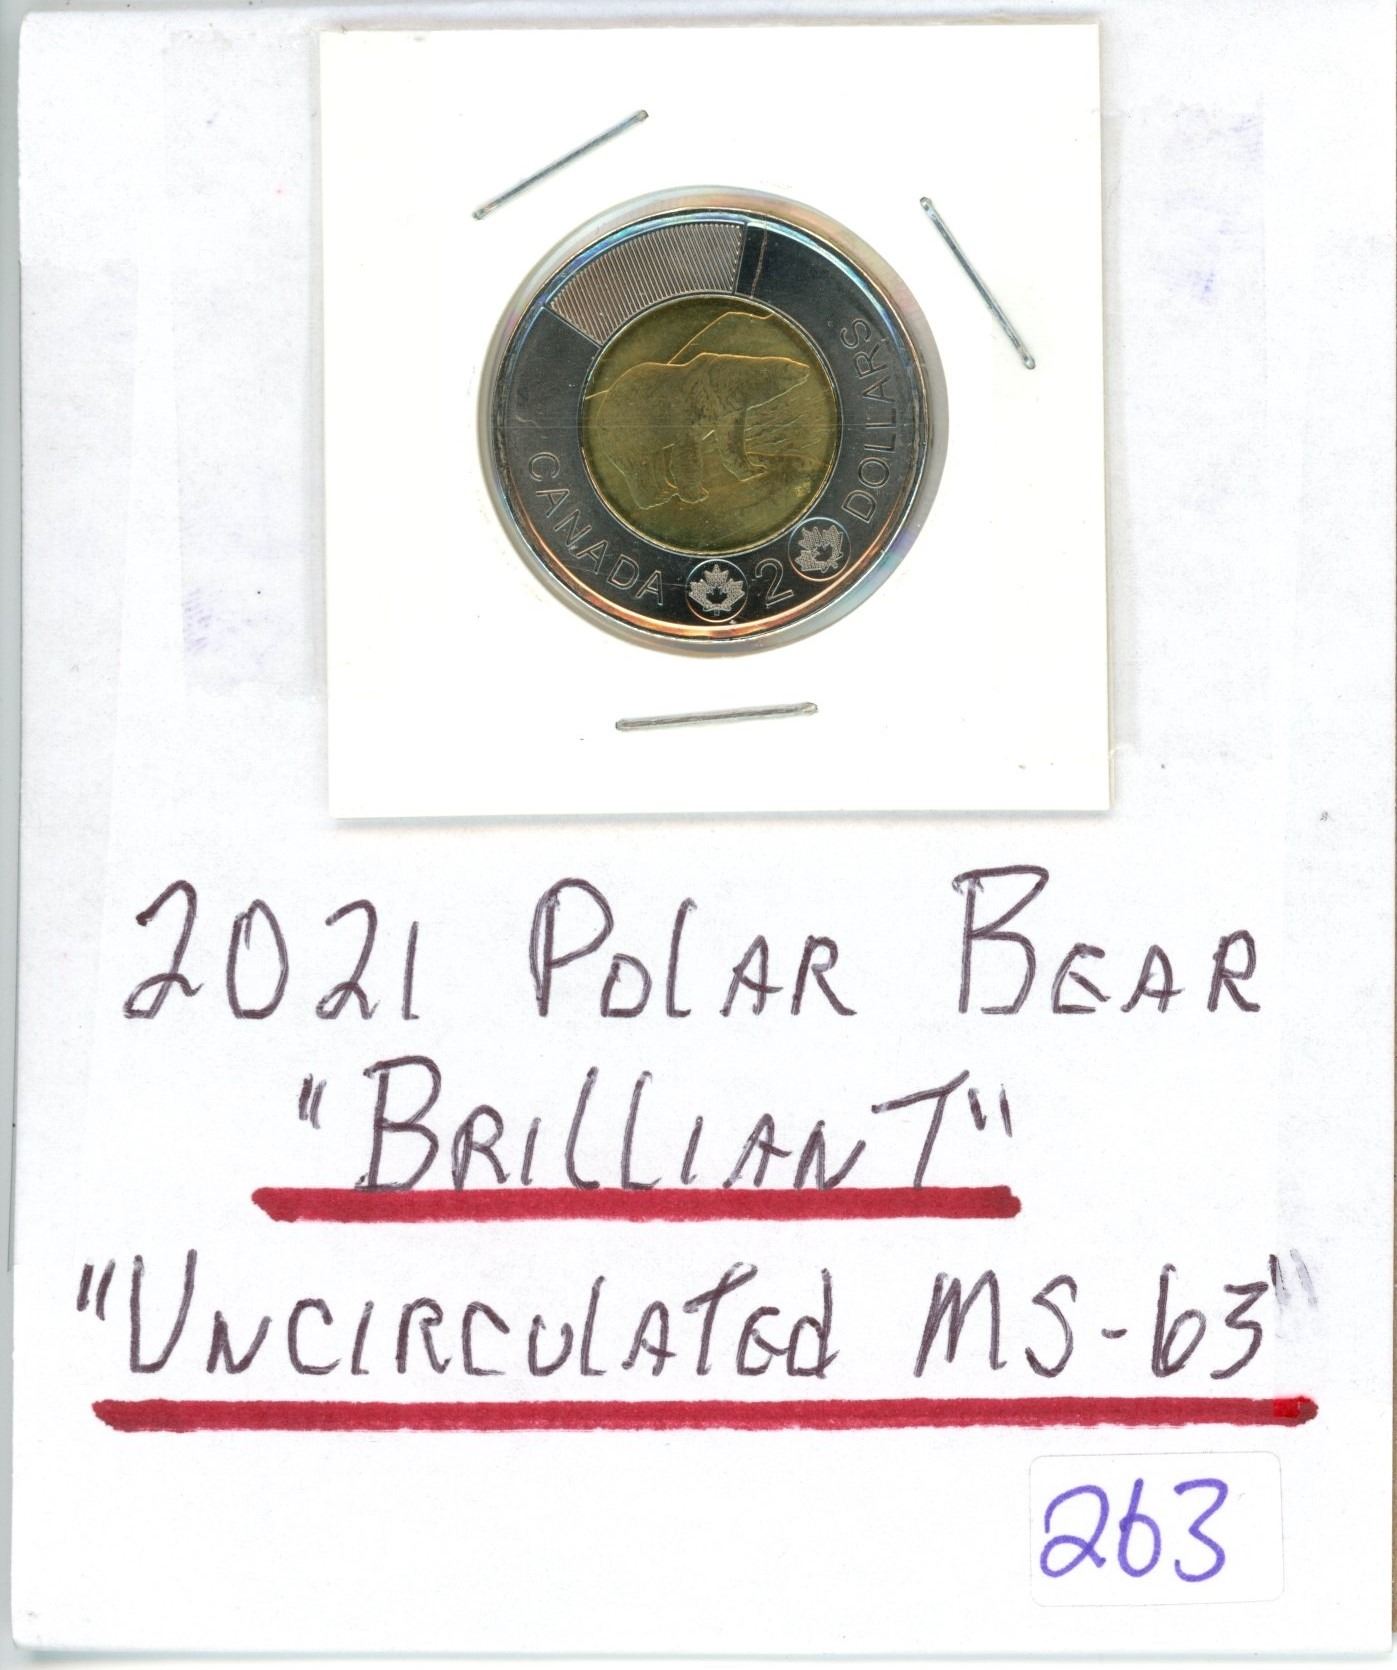 CANADA 2 DOLLARS
2021 POLAR BEAR
"BRILLIANT"
"UNCIRCULATED MS-63"
263